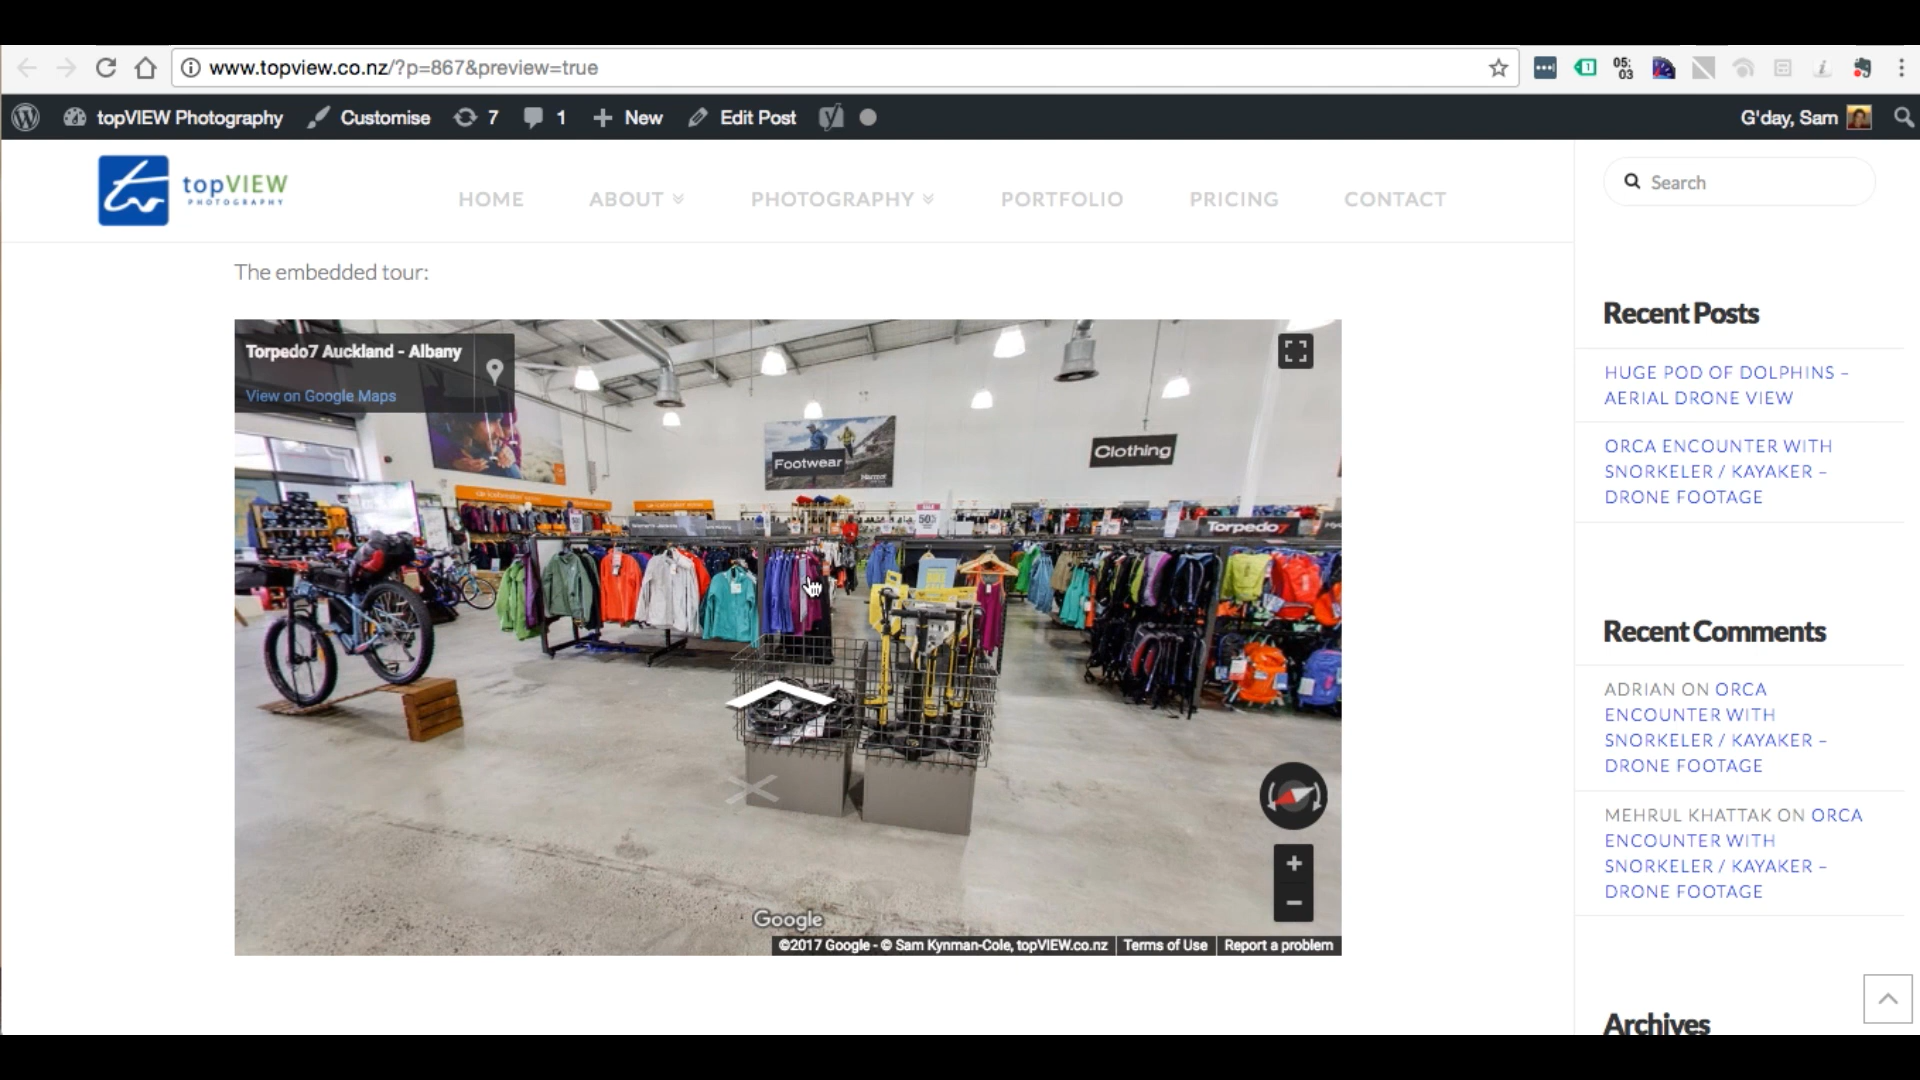 www.topview.co.nz/?p=867&preview=true
1
05:
03
topVIEW Photography
Customise
7
1
New
Edit Post
G'day, Sam
topVIEW
PHOTOGRAPHY
HOME
ABOUT
PHOTOGRAPHY
PORTFOLIO
PRICING
CONTACT
Search
The embedded tour:
Torpedo7 Auckland - Albany
View on Google Maps
Footwear
Clothing
50
Torpedo7
Google
©2017 Google - © Sam Kynman-Cole, topVIEW.co.nz
Terms of Use
Report a problem
Recent Posts
HUGE POD OF DOLPHINS –
AERIAL DRONE VIEW
ORCA ENCOUNTER WITH
SNORKELER / KAYAKER –
DRONE FOOTAGE
Recent Comments
ADRIAN ON ORCA
ENCOUNTER WITH
SNORKELER / KAYAKER –
DRONE FOOTAGE
MEHRUL KHATTAK ON ORCA
ENCOUNTER WITH
SNORKELER / KAYAKER –
DRONE FOOTAGE
Archives